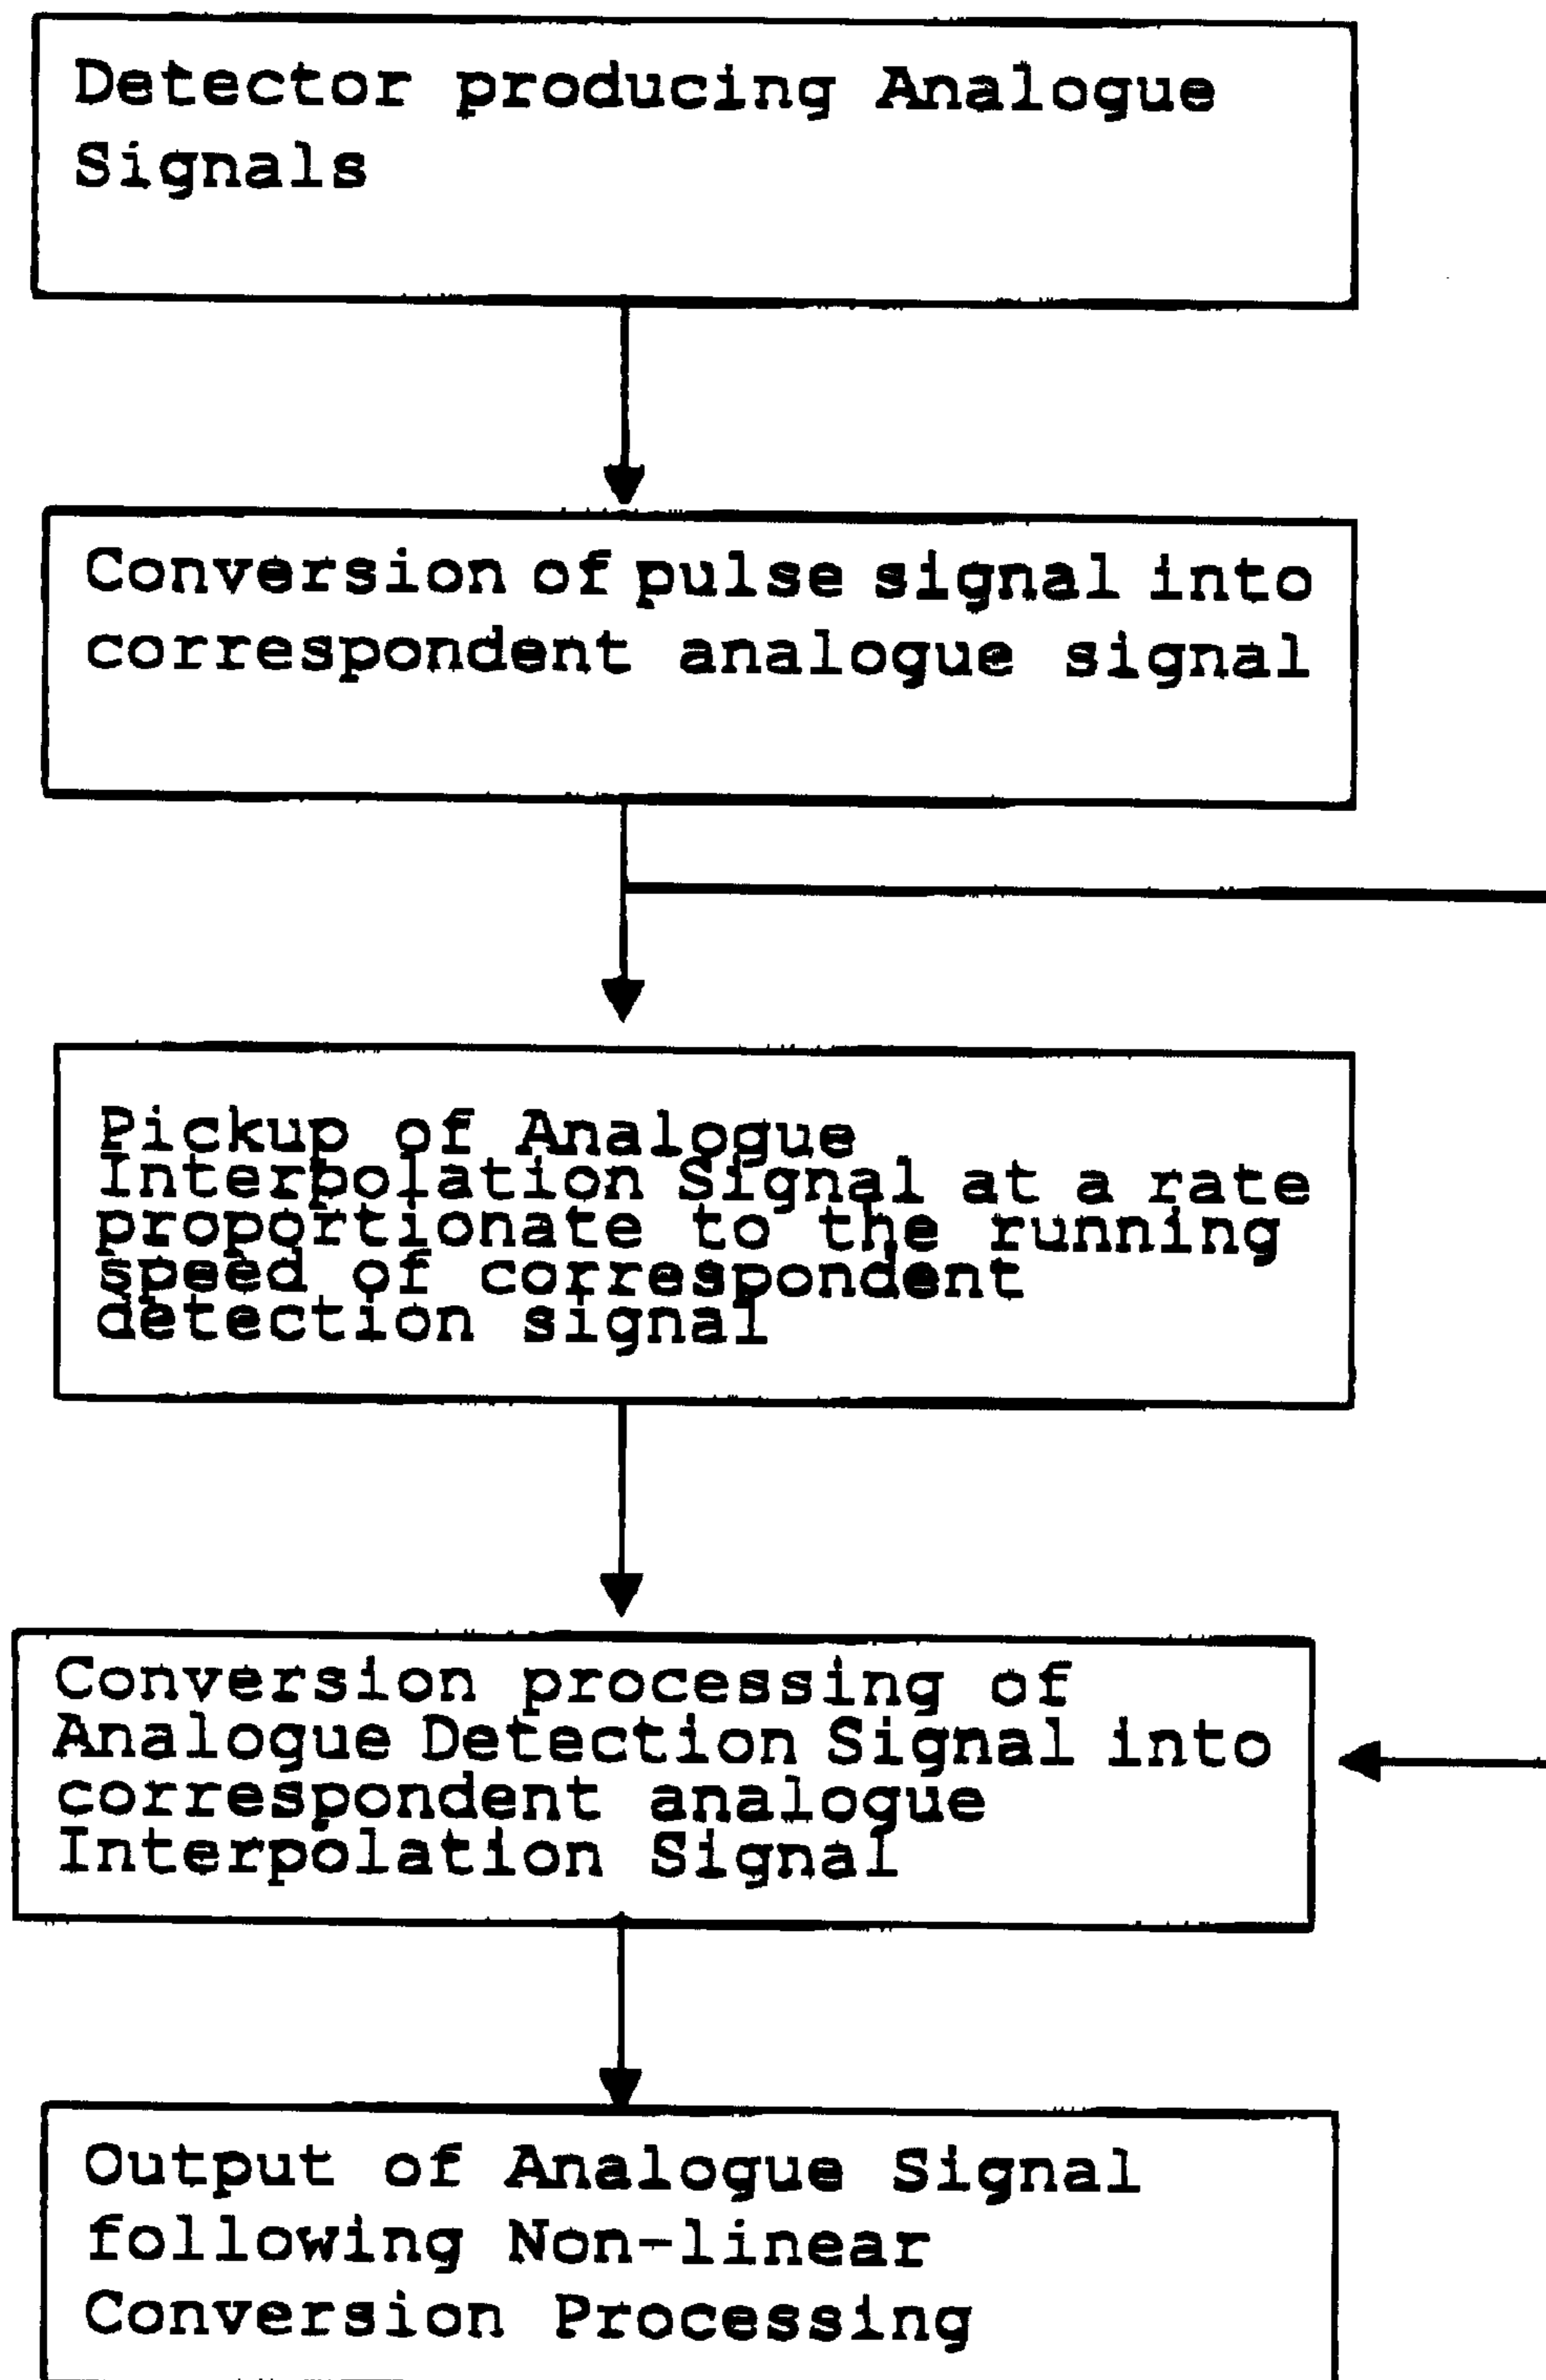 Detector producing Analogue
Signals
Conversion of pulse signal into
correspondent analogue signal
Pickup of Analogue
Interpolation Signal at a rate
proportionate to the running
speed of correspondent
detection signal
Conversion processing of
Analogue Detection Signal into
correspondent analogue
Interpolation Signal
Output of Analogue Signal
following Non-linear
Conversion Processing